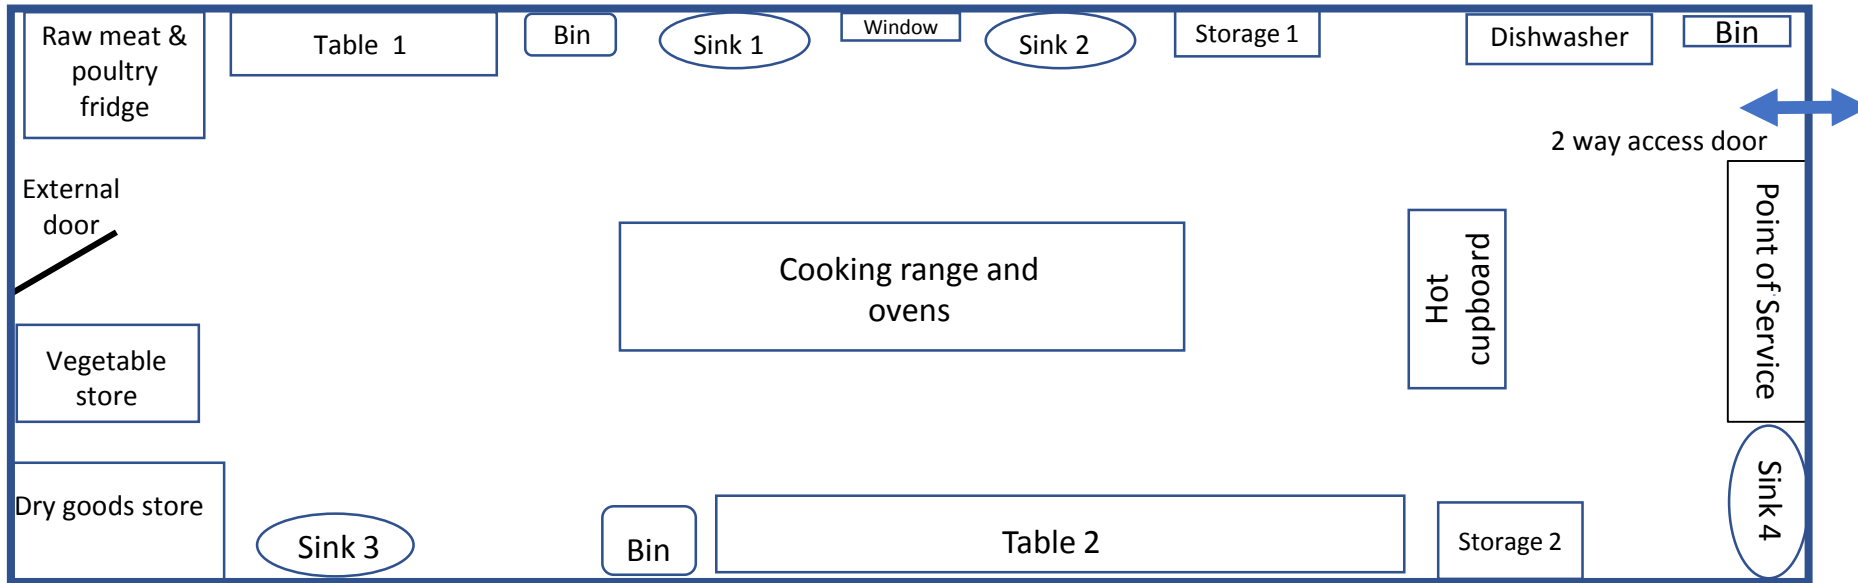 Raw meat &
poultry
fridge
Table 1
Bin
Sink 1
Window
Sink 2
Storage 1
Dishwasher
Bin
2 way access door
External
door
Cooking range and
ovens
Hot
cupboard
Point of Service
Vegetable
store
Dry goods store
Sink 3
Bin
Table 2
Storage 2
Sink 4